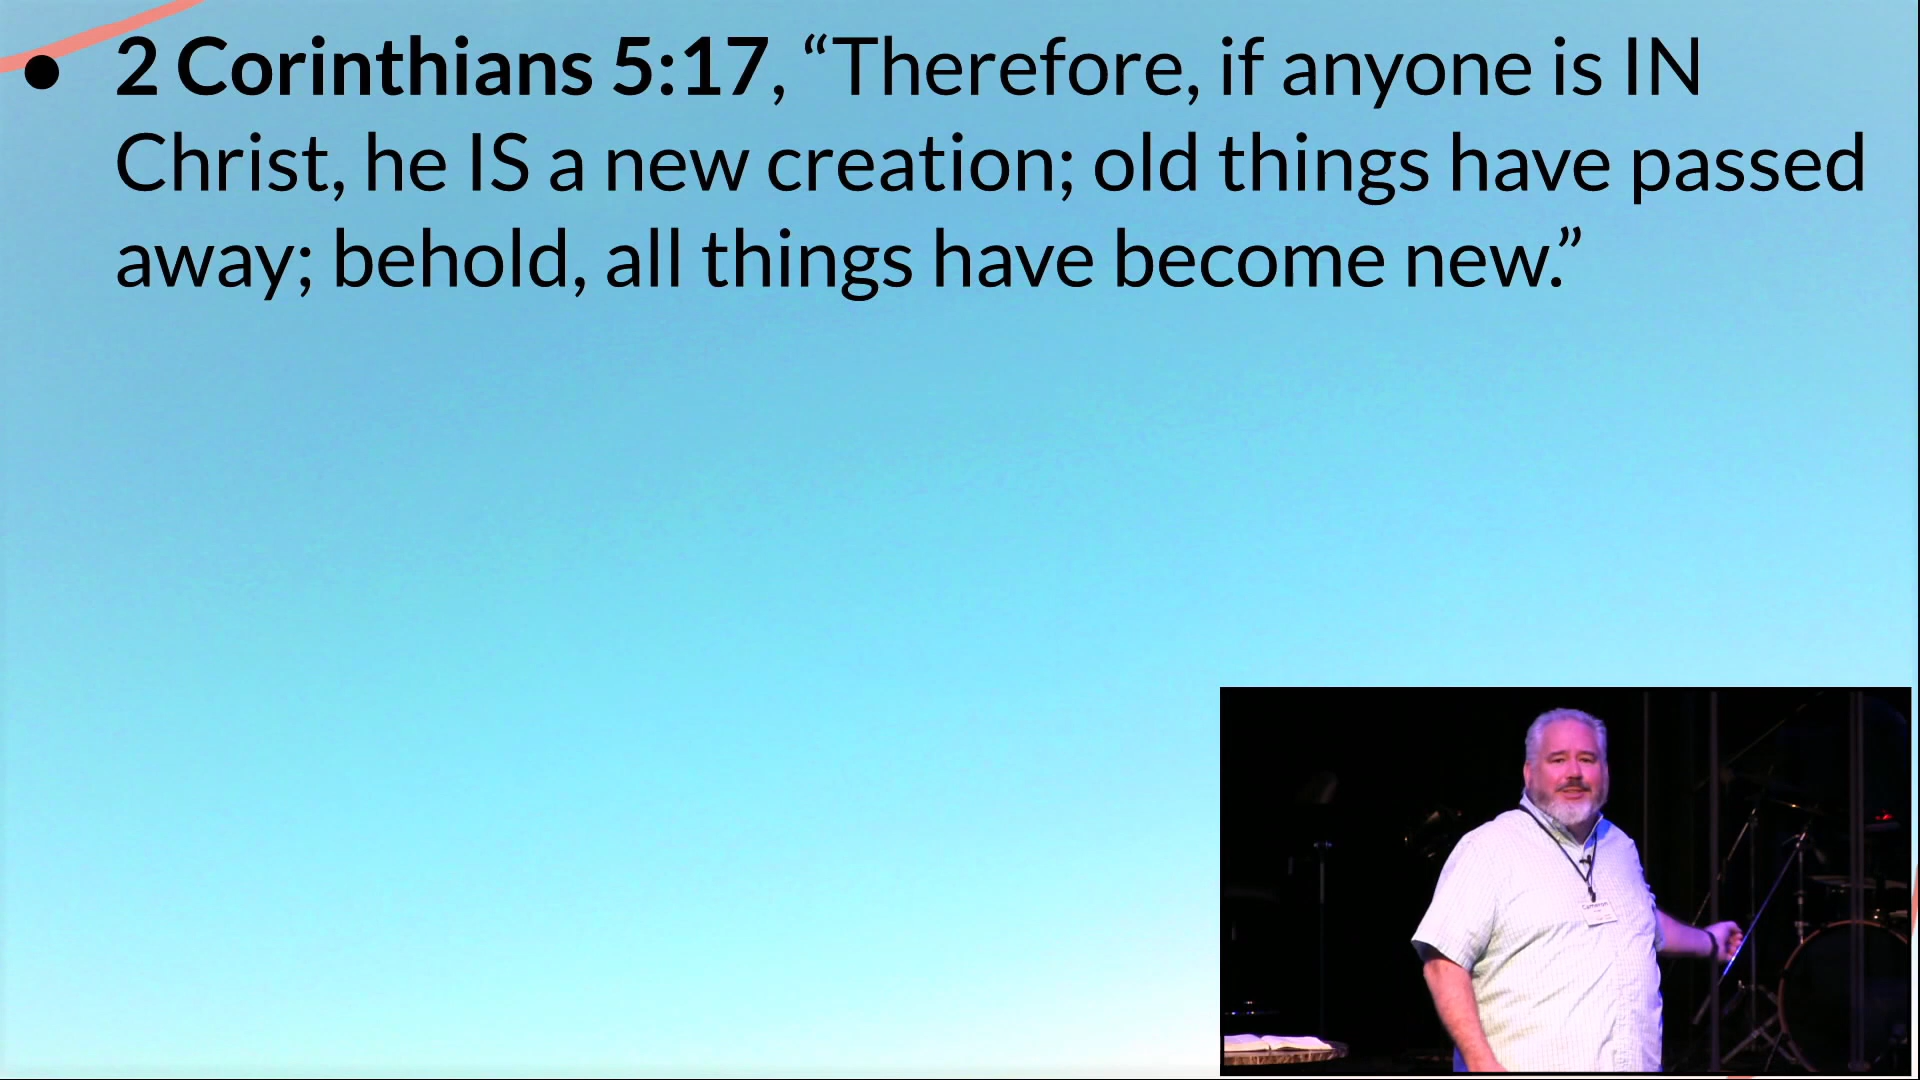 ● 2 Corinthians 5:17, “Therefore, if anyone is IN
Christ, he IS a new creation; old things have passed
away; behold, all things have become new.”
Cameron